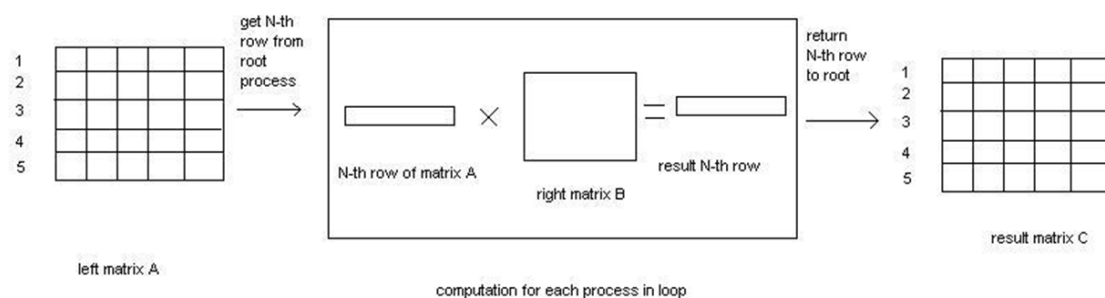 1
2
3
4
5
left matrix A
get N-th
row from
root
process
N-th row of matrix A
right matrix B
result N-th row
computation for each process in loop
return
N-th row
to root
1
2
3
4
5
result matrix C